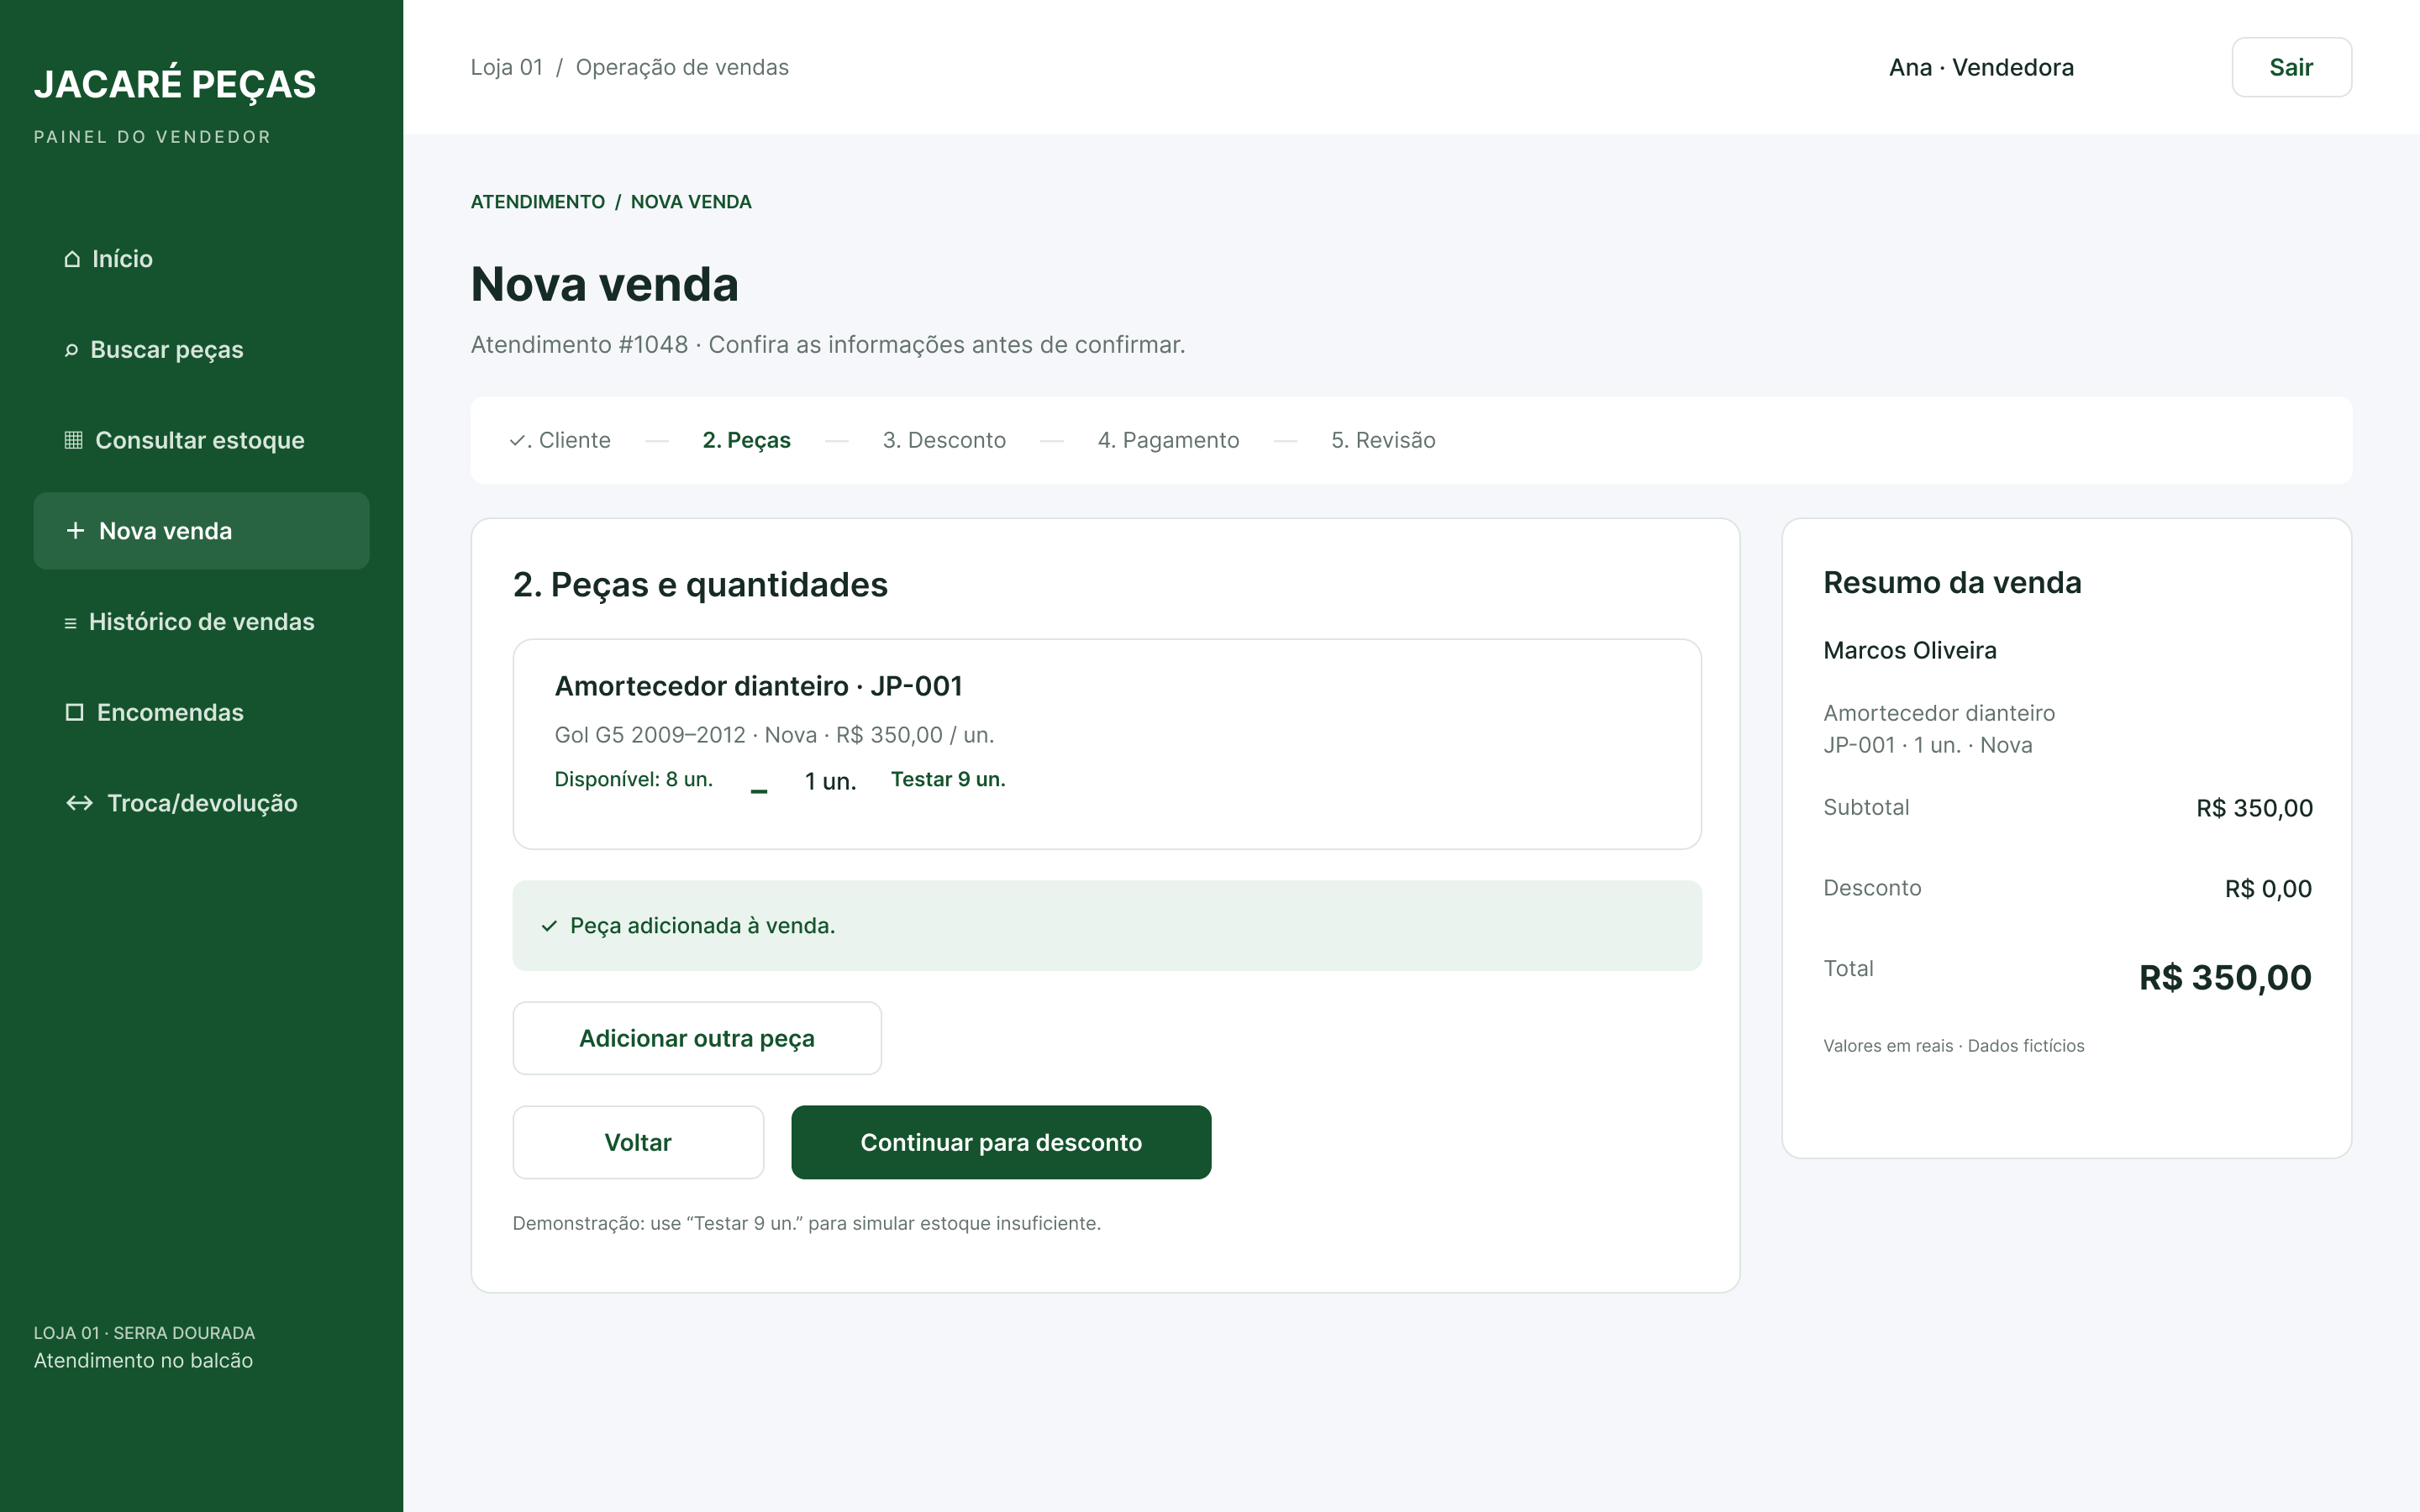 JACARÉ PEÇAS
PAINEL DO VENDEDOR
Início
Buscar peças
Consultar estoque
+ Nova venda
Histórico de vendas
Encomendas
↔ Troca/devolução
LOJA 01 · SERRA DOURADA
Atendimento no balcão
Loja 01 / Operação de vendas
Ana · Vendedora
Sair
ATENDIMENTO / NOVA VENDA
Nova venda
Atendimento #1048 · Confira as informações antes de confirmar.
✓. Cliente — 2. Peças — 3. Desconto — 4. Pagamento — 5. Revisão
2. Peças e quantidades
Amortecedor dianteiro · JP-001
Gol G5 2009–2012 · Nova · R$ 350,00 / un.
Disponível: 8 un. – 1 un. Testar 9 un.
✓ Peça adicionada à venda.
Adicionar outra peça
Voltar
Continuar para desconto
Demonstração: use “Testar 9 un.” para simular estoque insuficiente.
Resumo da venda
Marcos Oliveira
Amortecedor dianteiro
JP-001 · 1 un. · Nova
Subtotal R$ 350,00
Desconto R$ 0,00
Total R$ 350,00
Valores em reais · Dados fictícios